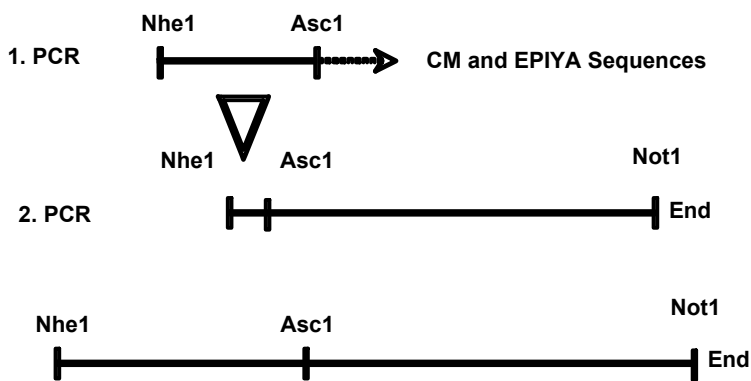 Nhe1 Asc1
1. PCR CM and EPIYA Sequences
Nhe1 Asc1 Not1
2. PCR End
Nhe1 Asc1 Not1
End